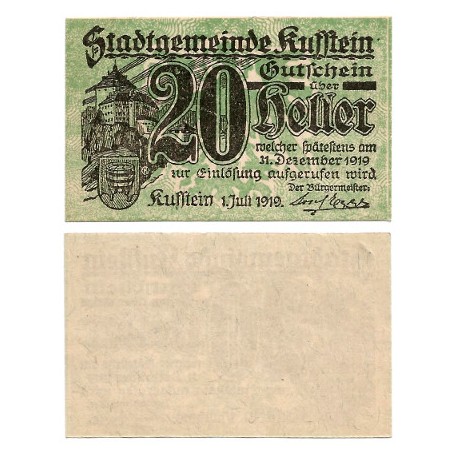 Stadtgemeinde Kufstein
Gutschein
über
20 Heller
welcher spätestens am
31. Dezember 1919
zur Einlösung aufgerufen wird.
Der Bürgermeister:
Kufstein 1. Juli 1919.